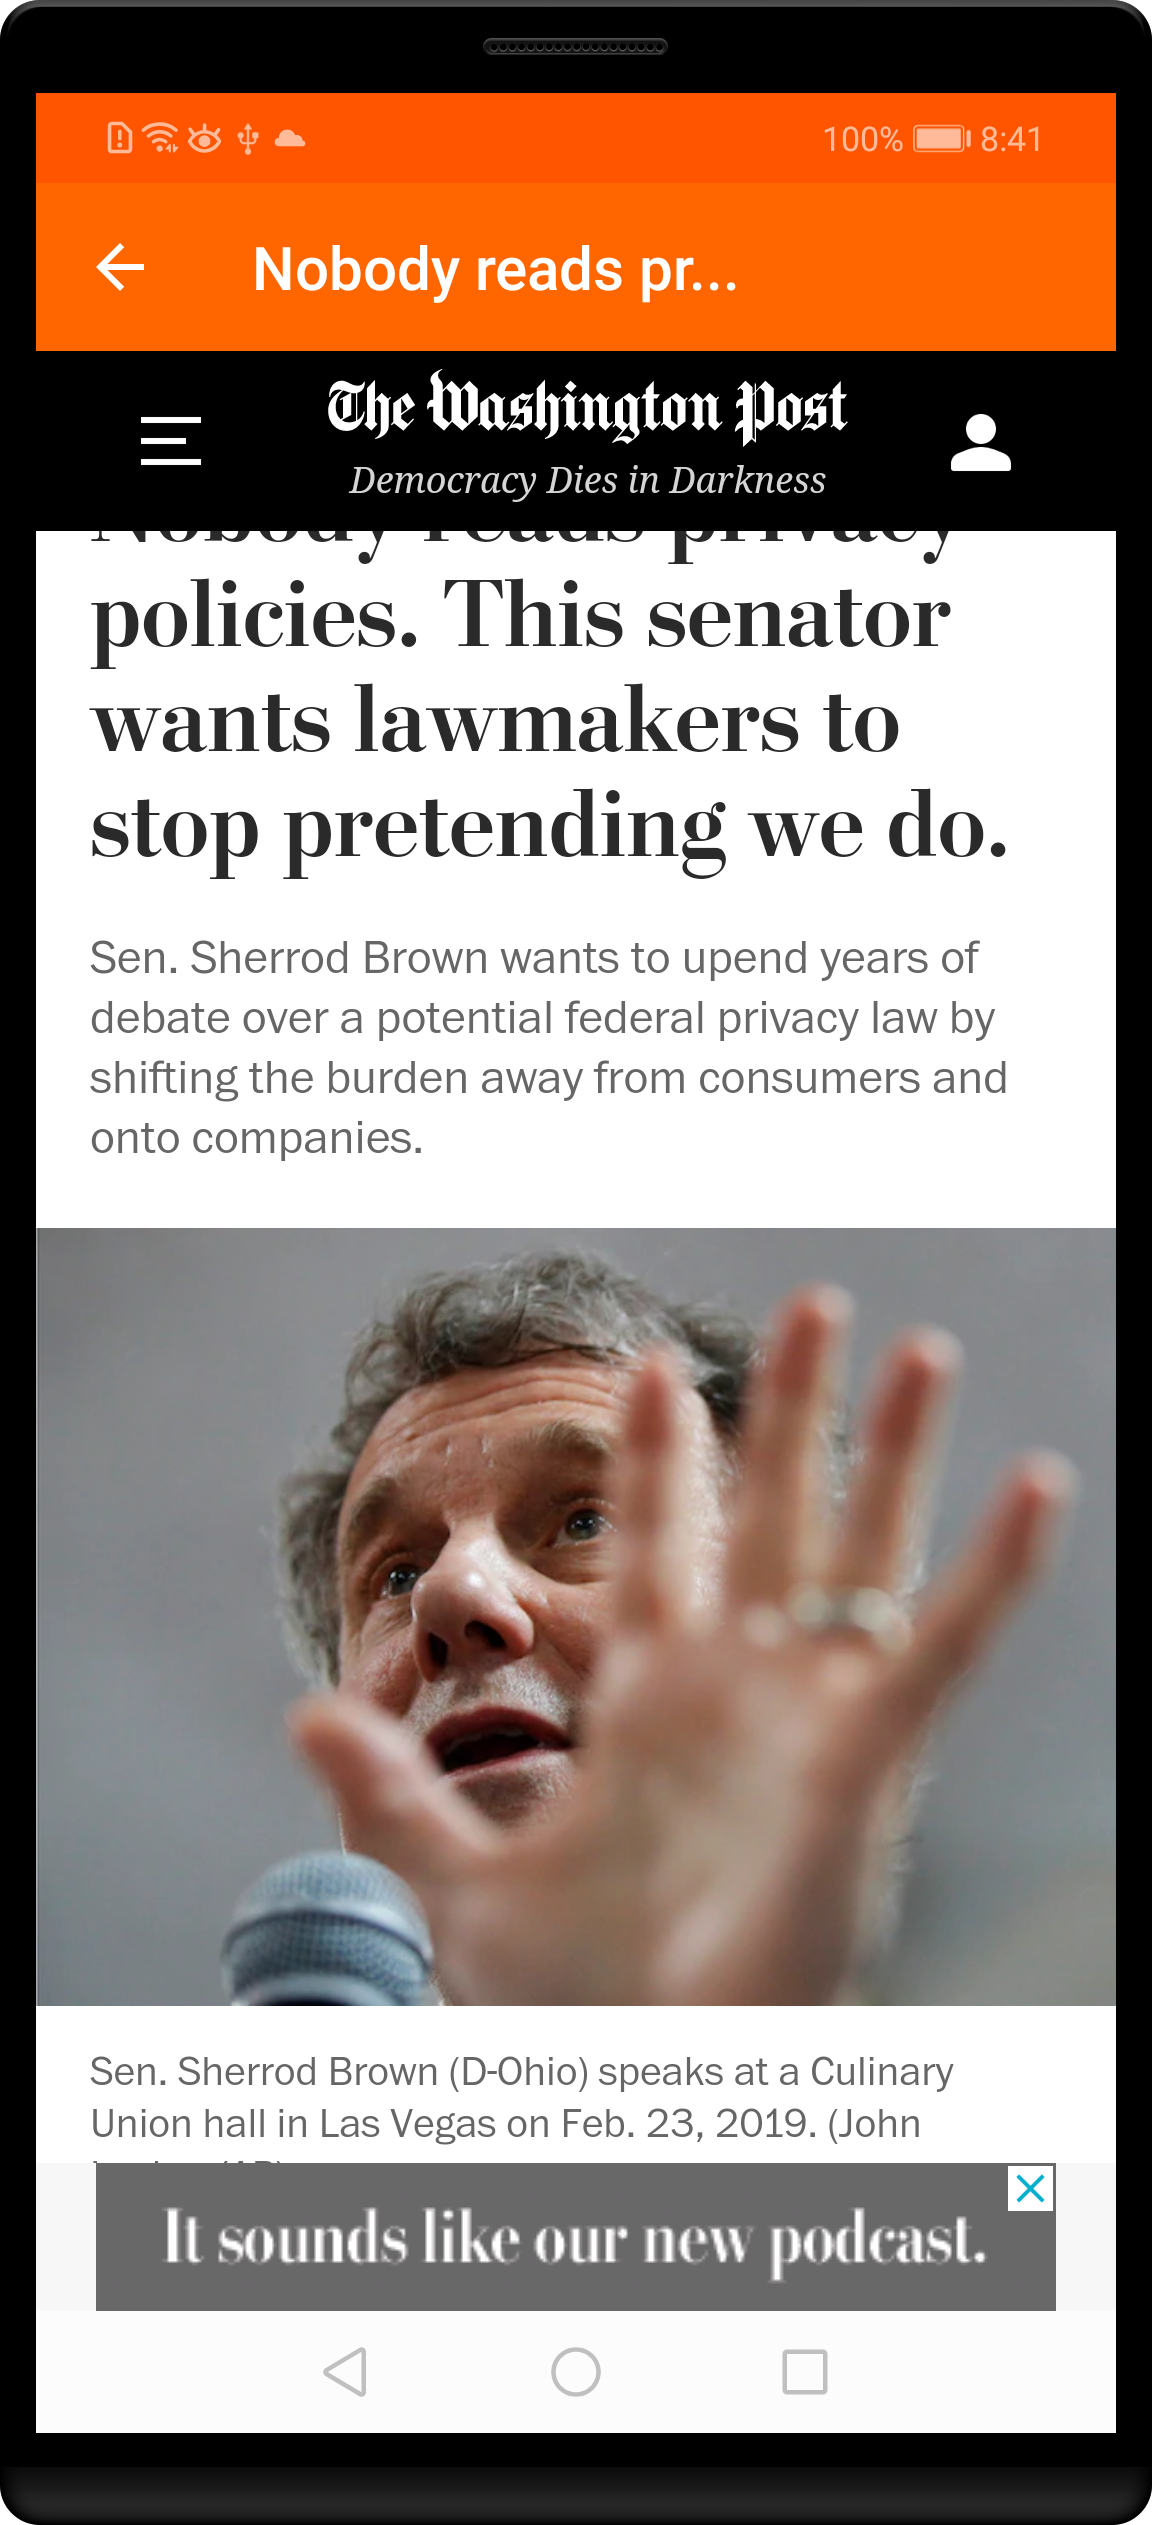 100% 8:41
Nobody reads pr...
The Washington Post
Democracy Dies in Darkness
Nobody reads privacy
policies. This senator
wants lawmakers to
stop pretending we do.
Sen. Sherrod Brown wants to upend years of
debate over a potential federal privacy law by
shifting the burden away from consumers and
onto companies.
Sen. Sherrod Brown (D-Ohio) speaks at a Culinary
Union hall in Las Vegas on Feb. 23, 2019. (John
It sounds like our new podcast.